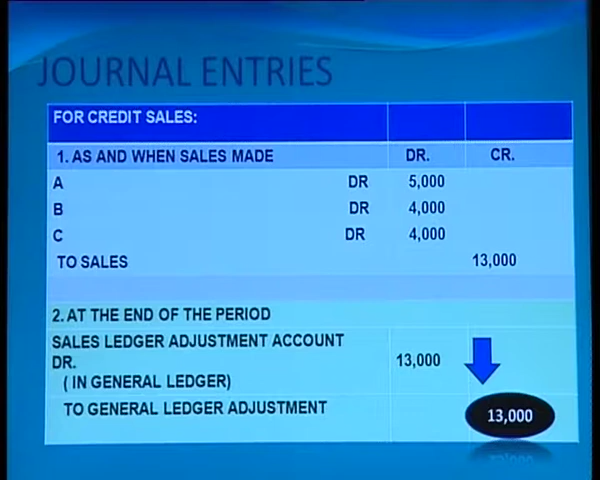 JOURNAL ENTRIES
FOR CREDIT SALES:
1. AS AND WHEN SALES MADE DR. CR.
A DR 5,000
B DR 4,000
C DR 4,000
TO SALES 13,000
2. AT THE END OF THE PERIOD
SALES LEDGER ADJUSTMENT ACCOUNT
DR.
( IN GENERAL LEDGER) 13,000
TO GENERAL LEDGER ADJUSTMENT 13,000